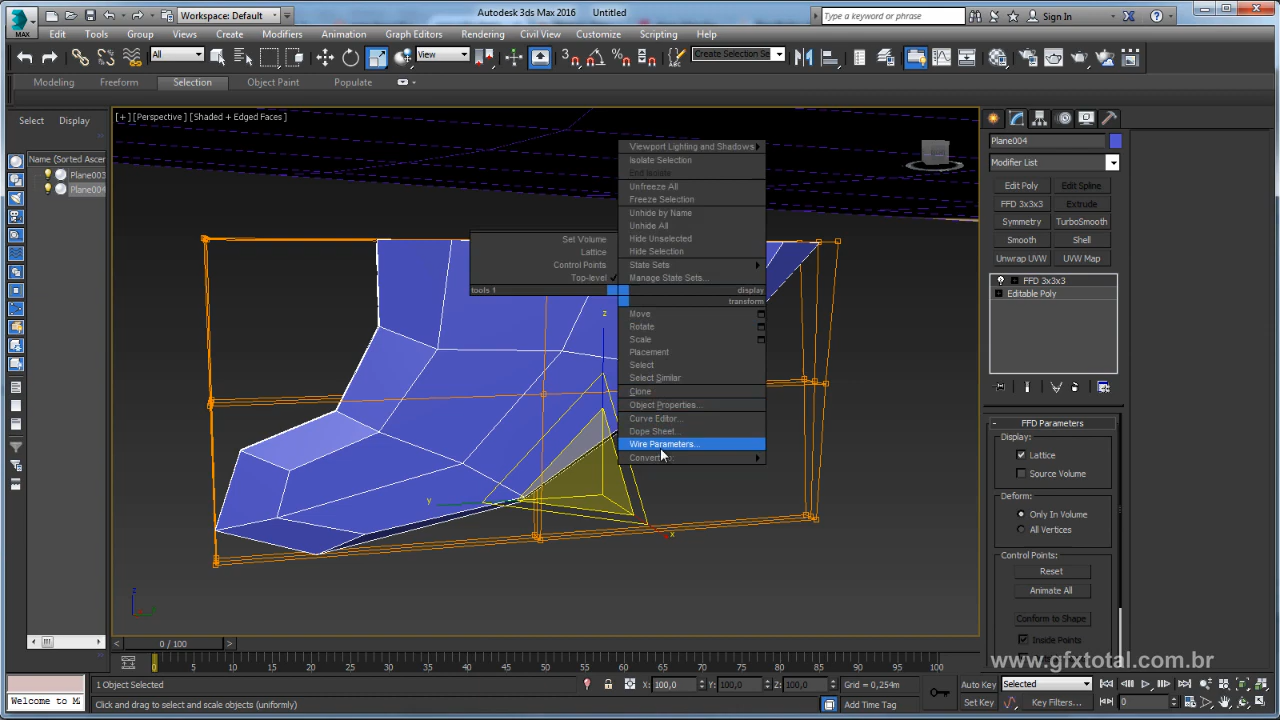 MAX
Workspace: Default
Autodesk 3ds Max 2016 Untitled
Type a keyword or phrase
Sign In
Edit Tools Group Views Create Modifiers Animation Graph Editors Rendering Civil View Customize Scripting Help
All
View
Create Selection Se
Modeling Freeform Selection Object Paint Populate
Select Display
Name (Sorted Ascen
Plane003
Plane004
[+] [Perspective] [Shaded + Edged Faces]
Viewport Lighting and Shadows
Isolate Selection
End Isolate
Unfreeze All
Freeze Selection
Unhide by Name
Unhide All
Hide Unselected
Hide Selection
State Sets
Manage State Sets...
Set Volume
Lattice
Control Points
Top-level
tools 1
display
transform
Move
Rotate
Scale
Placement
Select
Select Similar
Clone
Object Properties...
Curve Editor...
Dope Sheet...
Wire Parameters...
z
y
x
z
Plane004
Modifier List
Edit Poly Edit Spline
FFD 3x3x3 Extrude
Symmetry TurboSmooth
Smooth Shell
Unwrap UVW UVW Map
FFD 3x3x3
Editable Poly
FFD Parameters
Display:
Lattice
Source Volume
Deform:
Only In Volume
All Vertices
Control Points:
Reset
Animate All
Conform to Shape
Inside Points
www.gfxtotal.com.br
0 / 100
0 5 10 15 20 25 30 35 40 45 50 55 60 65 70 75 80 85 90 95 100
1 Object Selected
X: 100,0 Y: 100,0 Z: 100,0 Grid = 0,254m
Auto Key Selected
Welcome to MA
Click and drag to select and scale objects (uniformly)
Add Time Tag
Set Key Key Filters... 0